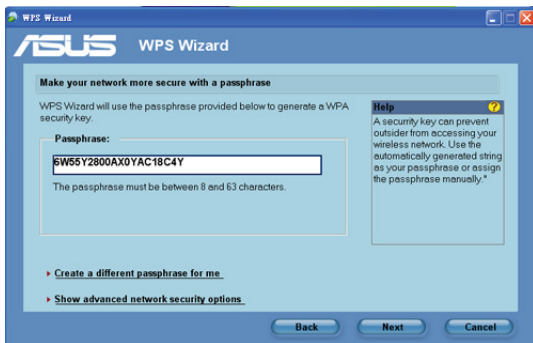 WPS Wizard
ASUS WPS Wizard
Make your network more secure with a passphrase
WPS Wizard will use the passphrase provided below to generate a WPA
security key.
Passphrase:
6W55Y2800AX0YAC18C4Y
The passphrase must be between 8 and 63 characters.
Create a different passphrase for me
Show advanced network security options
Help ?
A security key can prevent
outsider from accessing your
wireless network. Use the
automatically generated string
as your passphrase or assign
the passphrase manually."
Back Next Cancel